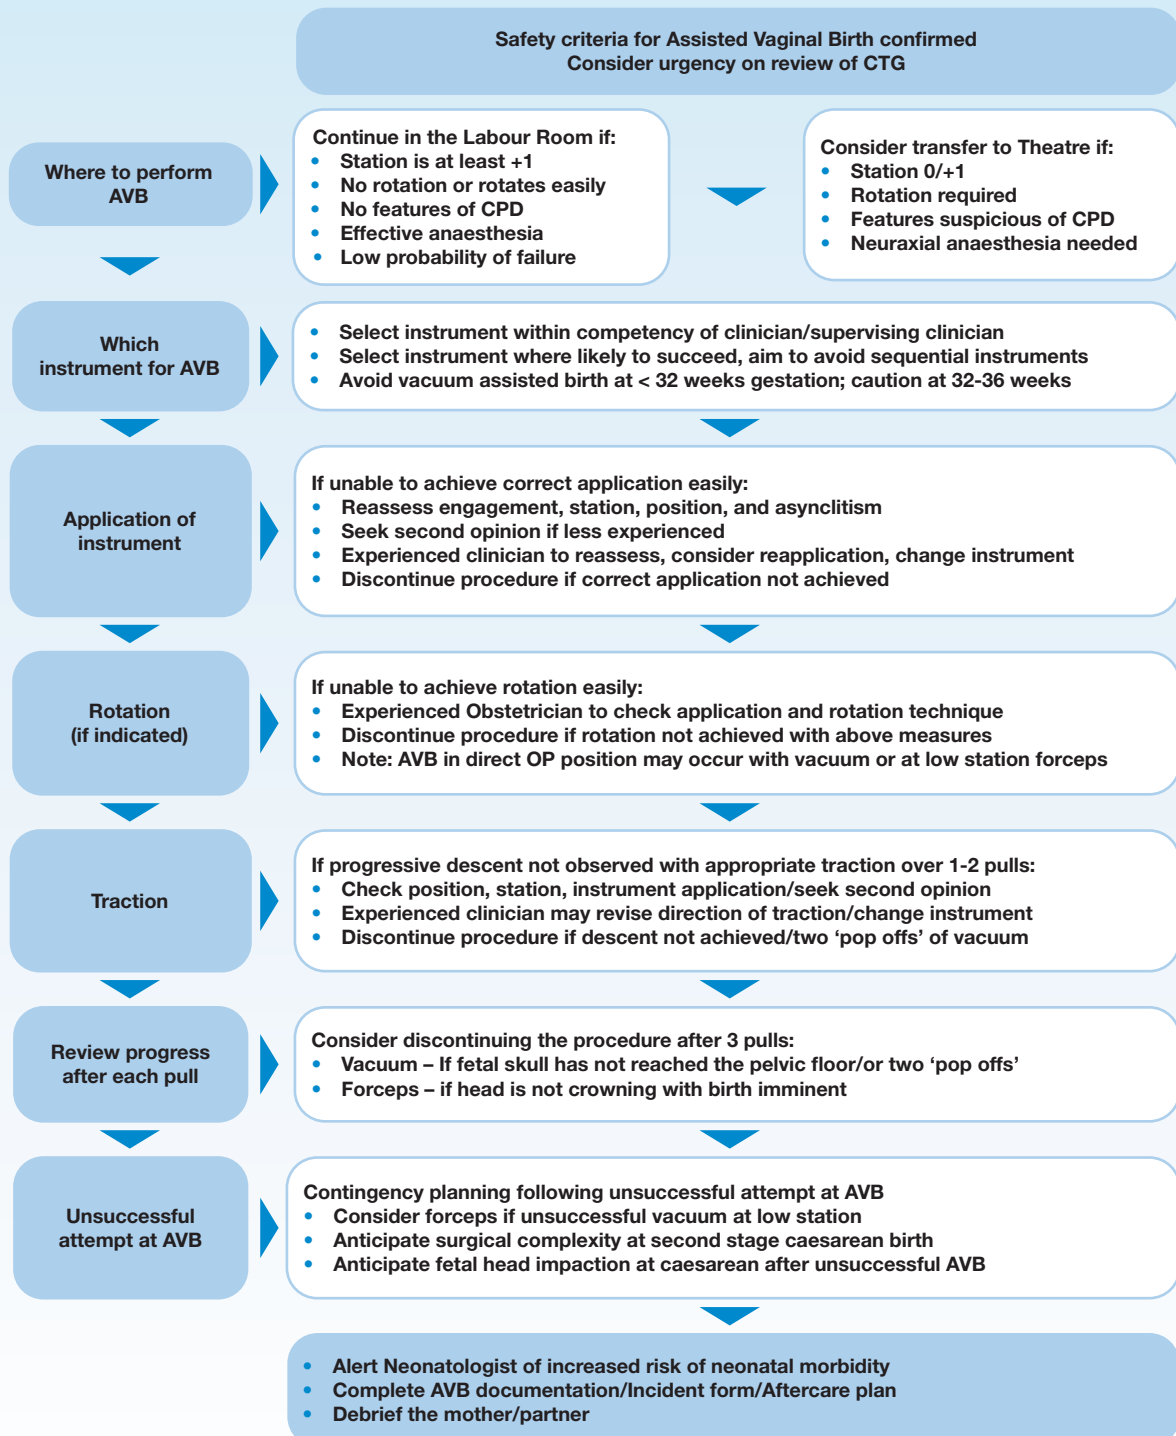 Safety criteria for Assisted Vaginal Birth confirmed
Consider urgency on review of CTG
Where to perform
AVB
Continue in the Labour Room if:
• Station is at least +1
• No rotation or rotates easily
• No features of CPD
• Effective anaesthesia
• Low probability of failure
Consider transfer to Theatre if:
• Station 0/+1
• Rotation required
• Features suspicious of CPD
• Neuraxial anaesthesia needed
Which
instrument for AVB
• Select instrument within competency of clinician/supervising clinician
• Select instrument where likely to succeed, aim to avoid sequential instruments
• Avoid vacuum assisted birth at < 32 weeks gestation; caution at 32-36 weeks
Application of
instrument
If unable to achieve correct application easily:
• Reassess engagement, station, position, and asynclitism
• Seek second opinion if less experienced
• Experienced clinician to reassess, consider reapplication, change instrument
• Discontinue procedure if correct application not achieved
Rotation
(if indicated)
If unable to achieve rotation easily:
• Experienced Obstetrician to check application and rotation technique
• Discontinue procedure if rotation not achieved with above measures
• Note: AVB in direct OP position may occur with vacuum or at low station forceps
Traction
If progressive descent not observed with appropriate traction over 1-2 pulls:
• Check position, station, instrument application/seek second opinion
• Experienced clinician may revise direction of traction/change instrument
• Discontinue procedure if descent not achieved/two ‘pop offs’ of vacuum
Review progress
after each pull
Consider discontinuing the procedure after 3 pulls:
• Vacuum – If fetal skull has not reached the pelvic floor/or two ‘pop offs’
• Forceps – if head is not crowning with birth imminent
Unsuccessful
attempt at AVB
Contingency planning following unsuccessful attempt at AVB
• Consider forceps if unsuccessful vacuum at low station
• Anticipate surgical complexity at second stage caesarean birth
• Anticipate fetal head impaction at caesarean after unsuccessful AVB
• Alert Neonatologist of increased risk of neonatal morbidity
• Complete AVB documentation/Incident form/Aftercare plan
• Debrief the mother/partner